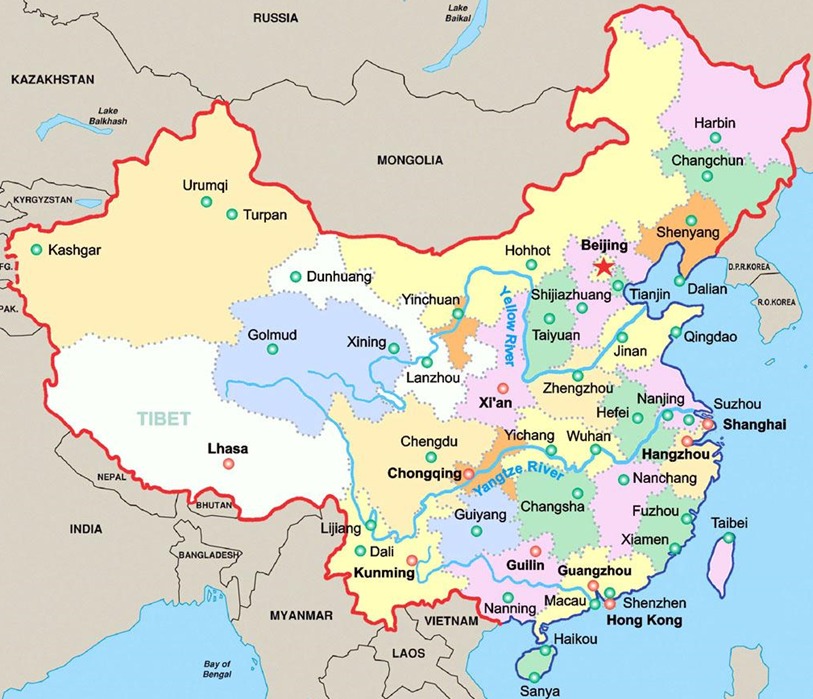 RUSSIA
Lake
Baikal
KAZAKHSTAN
Lake
Balkhash
Harbin
MONGOLIA
Changchun
Urumqi
KYRGYZSTAN
Turpan
Shenyang
Kashgar
Hohhot
Beijing
FG.
D.P.R.KOREA
Dunhuang
Tianjin
Dalian
Yinchuan
Shijiazhuang
R.O.KOREA
PAK.
Yellow River
Golmud
Xining
Taiyuan
Qingdao
Jinan
Lanzhou
Zhengzhou
Xi'an
Nanjing
Suzhou
TIBET
Hefei
Shanghai
Lhasa
Chengdu
Yichang
Wuhan
Hangzhou
Chongqing
Yangtze River
NEPAL
Nanchang
BHUTAN
Guiyang
Changsha
Fuzhou
Taibei
INDIA
Lijiang
Xiamen
BANGLADESH
Dali
Kunming
Guilin
Guangzhou
Macau
Shenzhen
Nanning
Hong Kong
MYANMAR
VIETNAM
Haikou
LAOS
Bay of
Bengal
Sanya